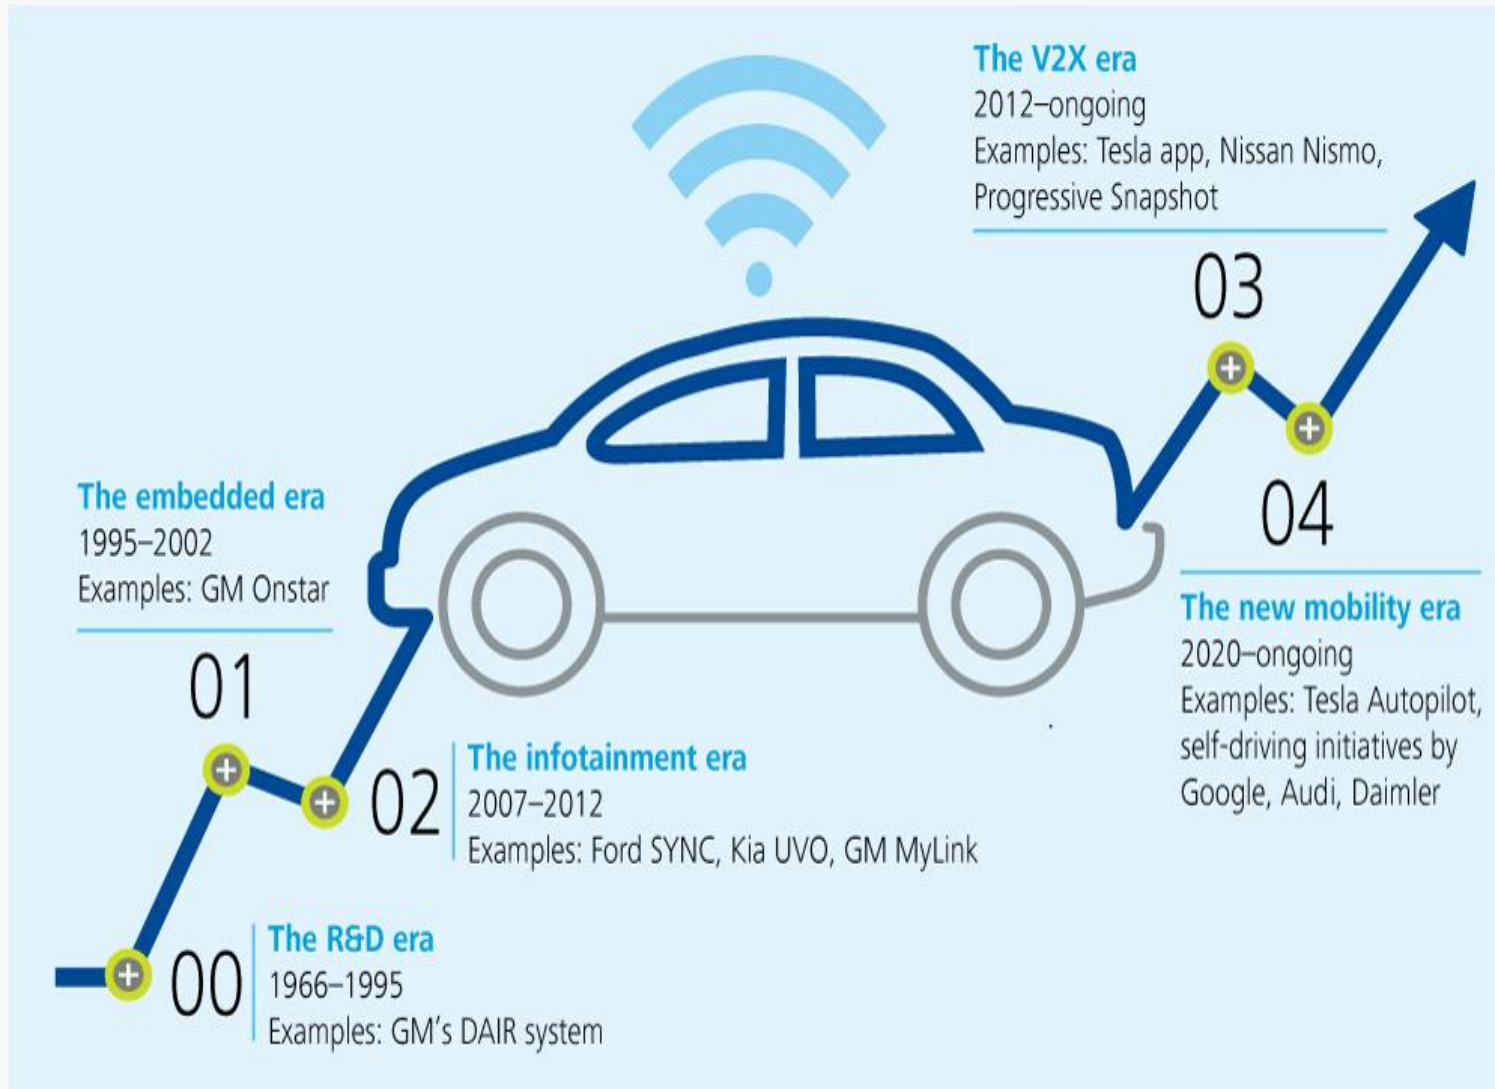 The V2X era
2012–ongoing
Examples: Tesla app, Nissan Nismo,
Progressive Snapshot
03
04
The new mobility era
2020–ongoing
Examples: Tesla Autopilot,
self-driving initiatives by
Google, Audi, Daimler
The embedded era
1995–2002
Examples: GM Onstar
01
02
The infotainment era
2007–2012
Examples: Ford SYNC, Kia UVO, GM MyLink
00
The R&D era
1966–1995
Examples: GM’s DAIR system